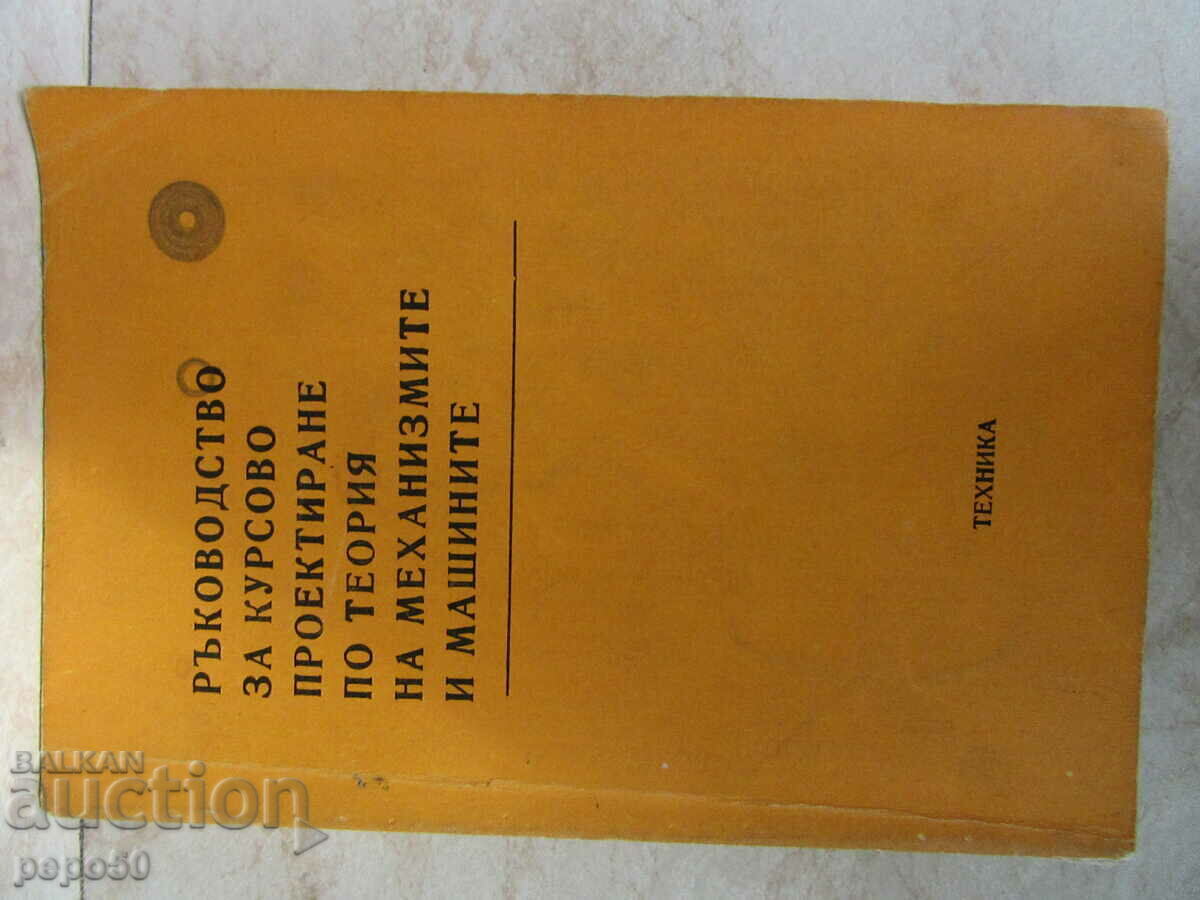 РЪКОВОДСТВО
ЗА КУРСОВО
ПРОЕКТИРАНЕ
ПО ТЕОРИЯ
НА МЕХАНИЗМИТЕ
И МАШИНИТЕ
ТЕХНИКА
BALKAN
auction
pepo50